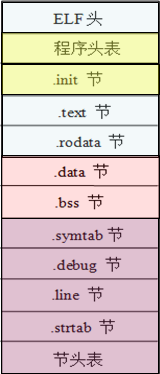 ELF头
程序头表
.init 节
.text 节
.rodata 节
.data 节
.bss 节
.symtab 节
.debug 节
.line 节
.strtab 节
节头表